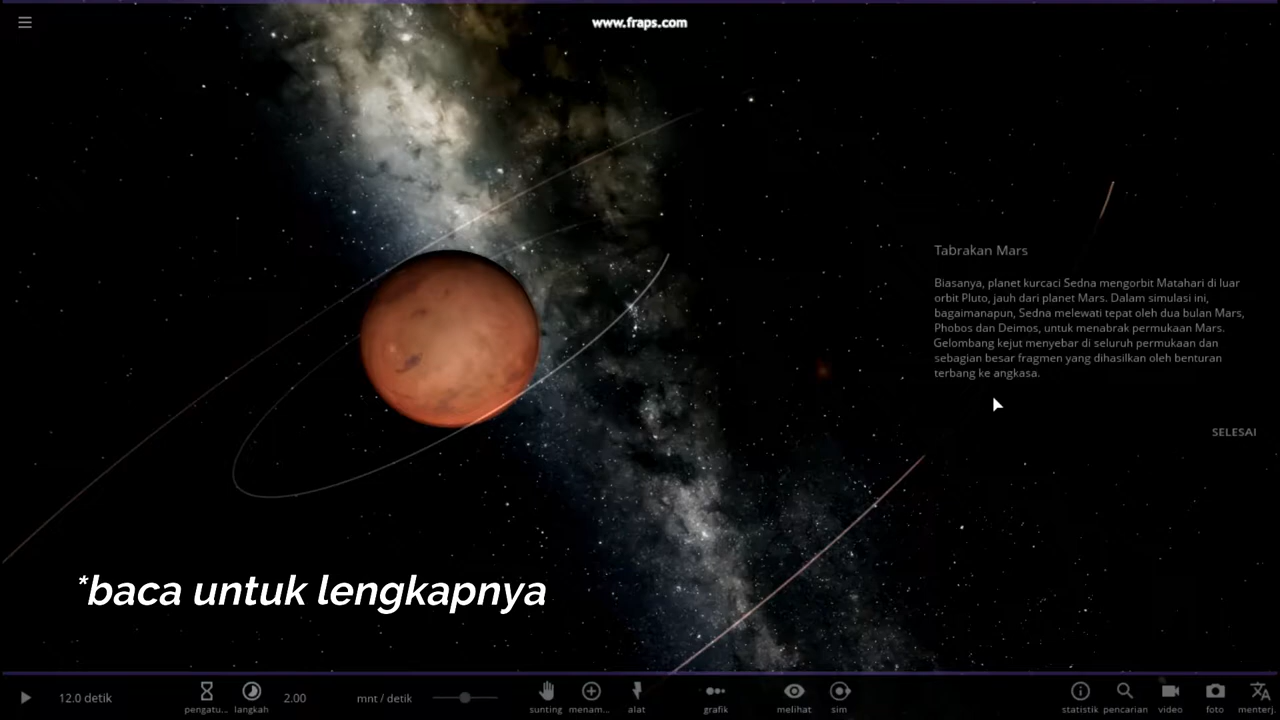 www.fraps.com
Tabrakan Mars
Biasanya, planet kurcaci Sedna mengorbit Matahari di luar
orbit Pluto, jauh dari planet Mars. Dalam simulasi ini,
bagaimanapun, Sedna melewati tepat oleh dua bulan Mars,
Phobos dan Deimos, untuk menabrak permukaan Mars.
Gelombang kejut menyebar di seluruh permukaan dan
sebagian besar fragmen yang dihasilkan oleh benturan
terbang ke angkasa.
SELESAI
*baca untuk lengkapnya
12.0 detik
2.00
mnt / detik
pengatu... langkah sunting menam... alat grafik melihat sim statistik pencarian video foto menterj.